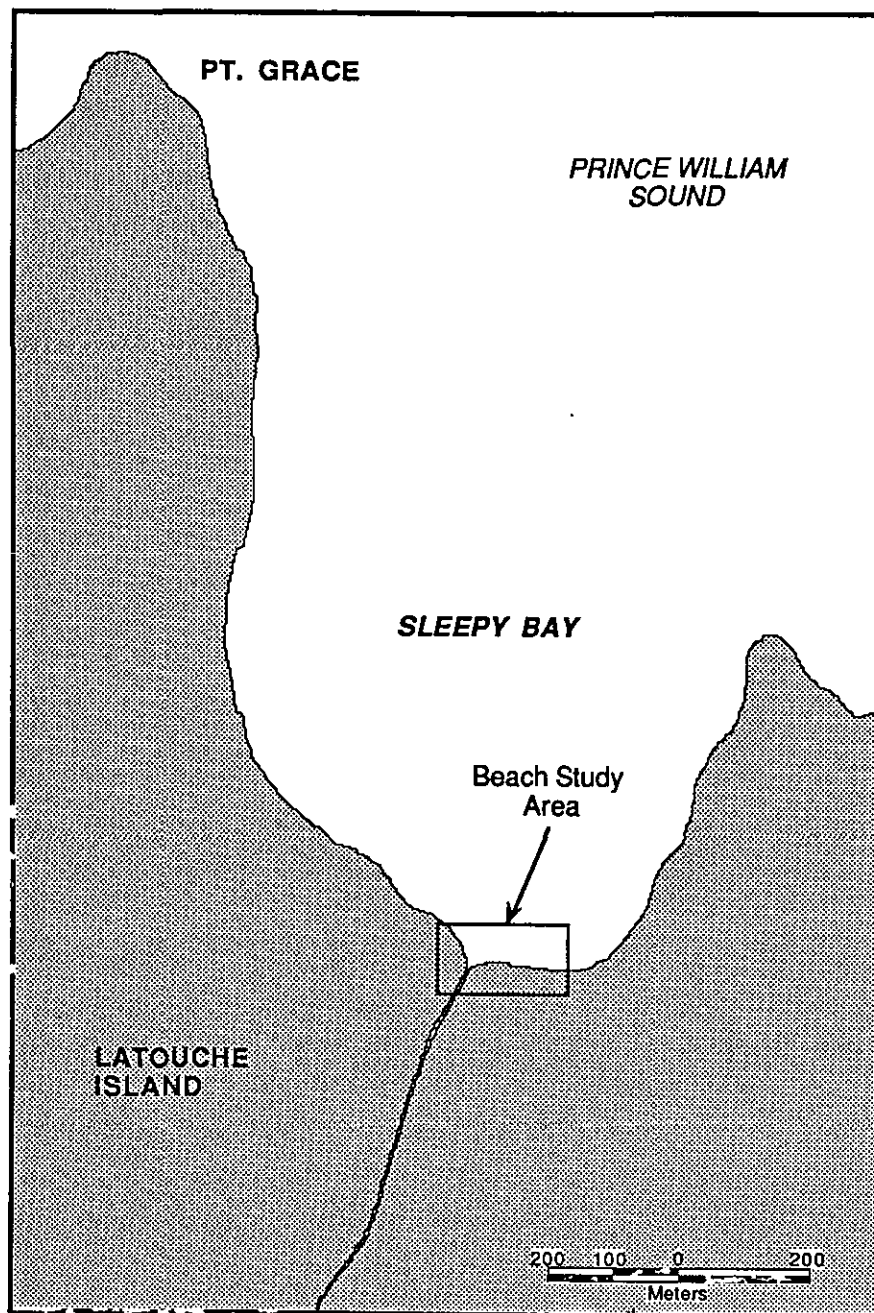 PT. GRACE
PRINCE WILLIAM
SOUND
SLEEPY BAY
Beach Study
Area
LATOUCHE
ISLAND
200 100 0 200
Meters